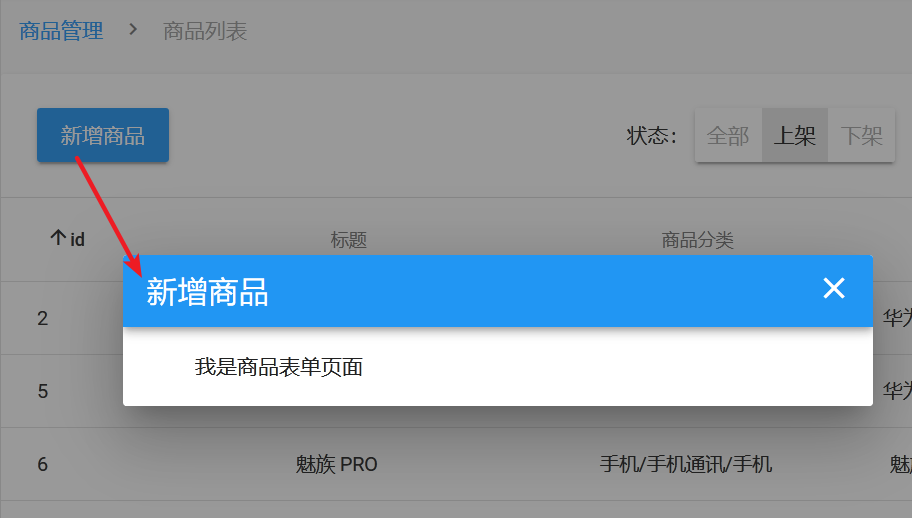 商品管理 > 商品列表
新增商品 状态： 全部 上架 下架
id 标题 商品分类
新增商品
2 华为
我是商品表单页面
5 华为
6 魅族 PRO 手机/手机通讯/手机